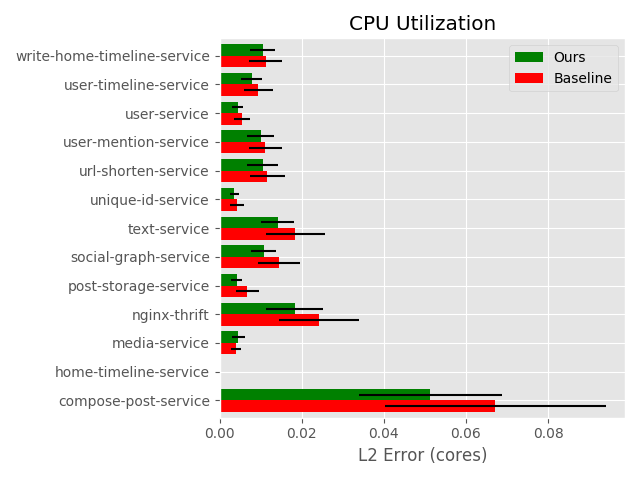 CPU Utilization
Ours
Baseline
write-home-timeline-service
user-timeline-service
user-service
user-mention-service
url-shorten-service
unique-id-service
text-service
social-graph-service
post-storage-service
nginx-thrift
media-service
home-timeline-service
compose-post-service
0.00 0.02 0.04 0.06 0.08
L2 Error (cores)